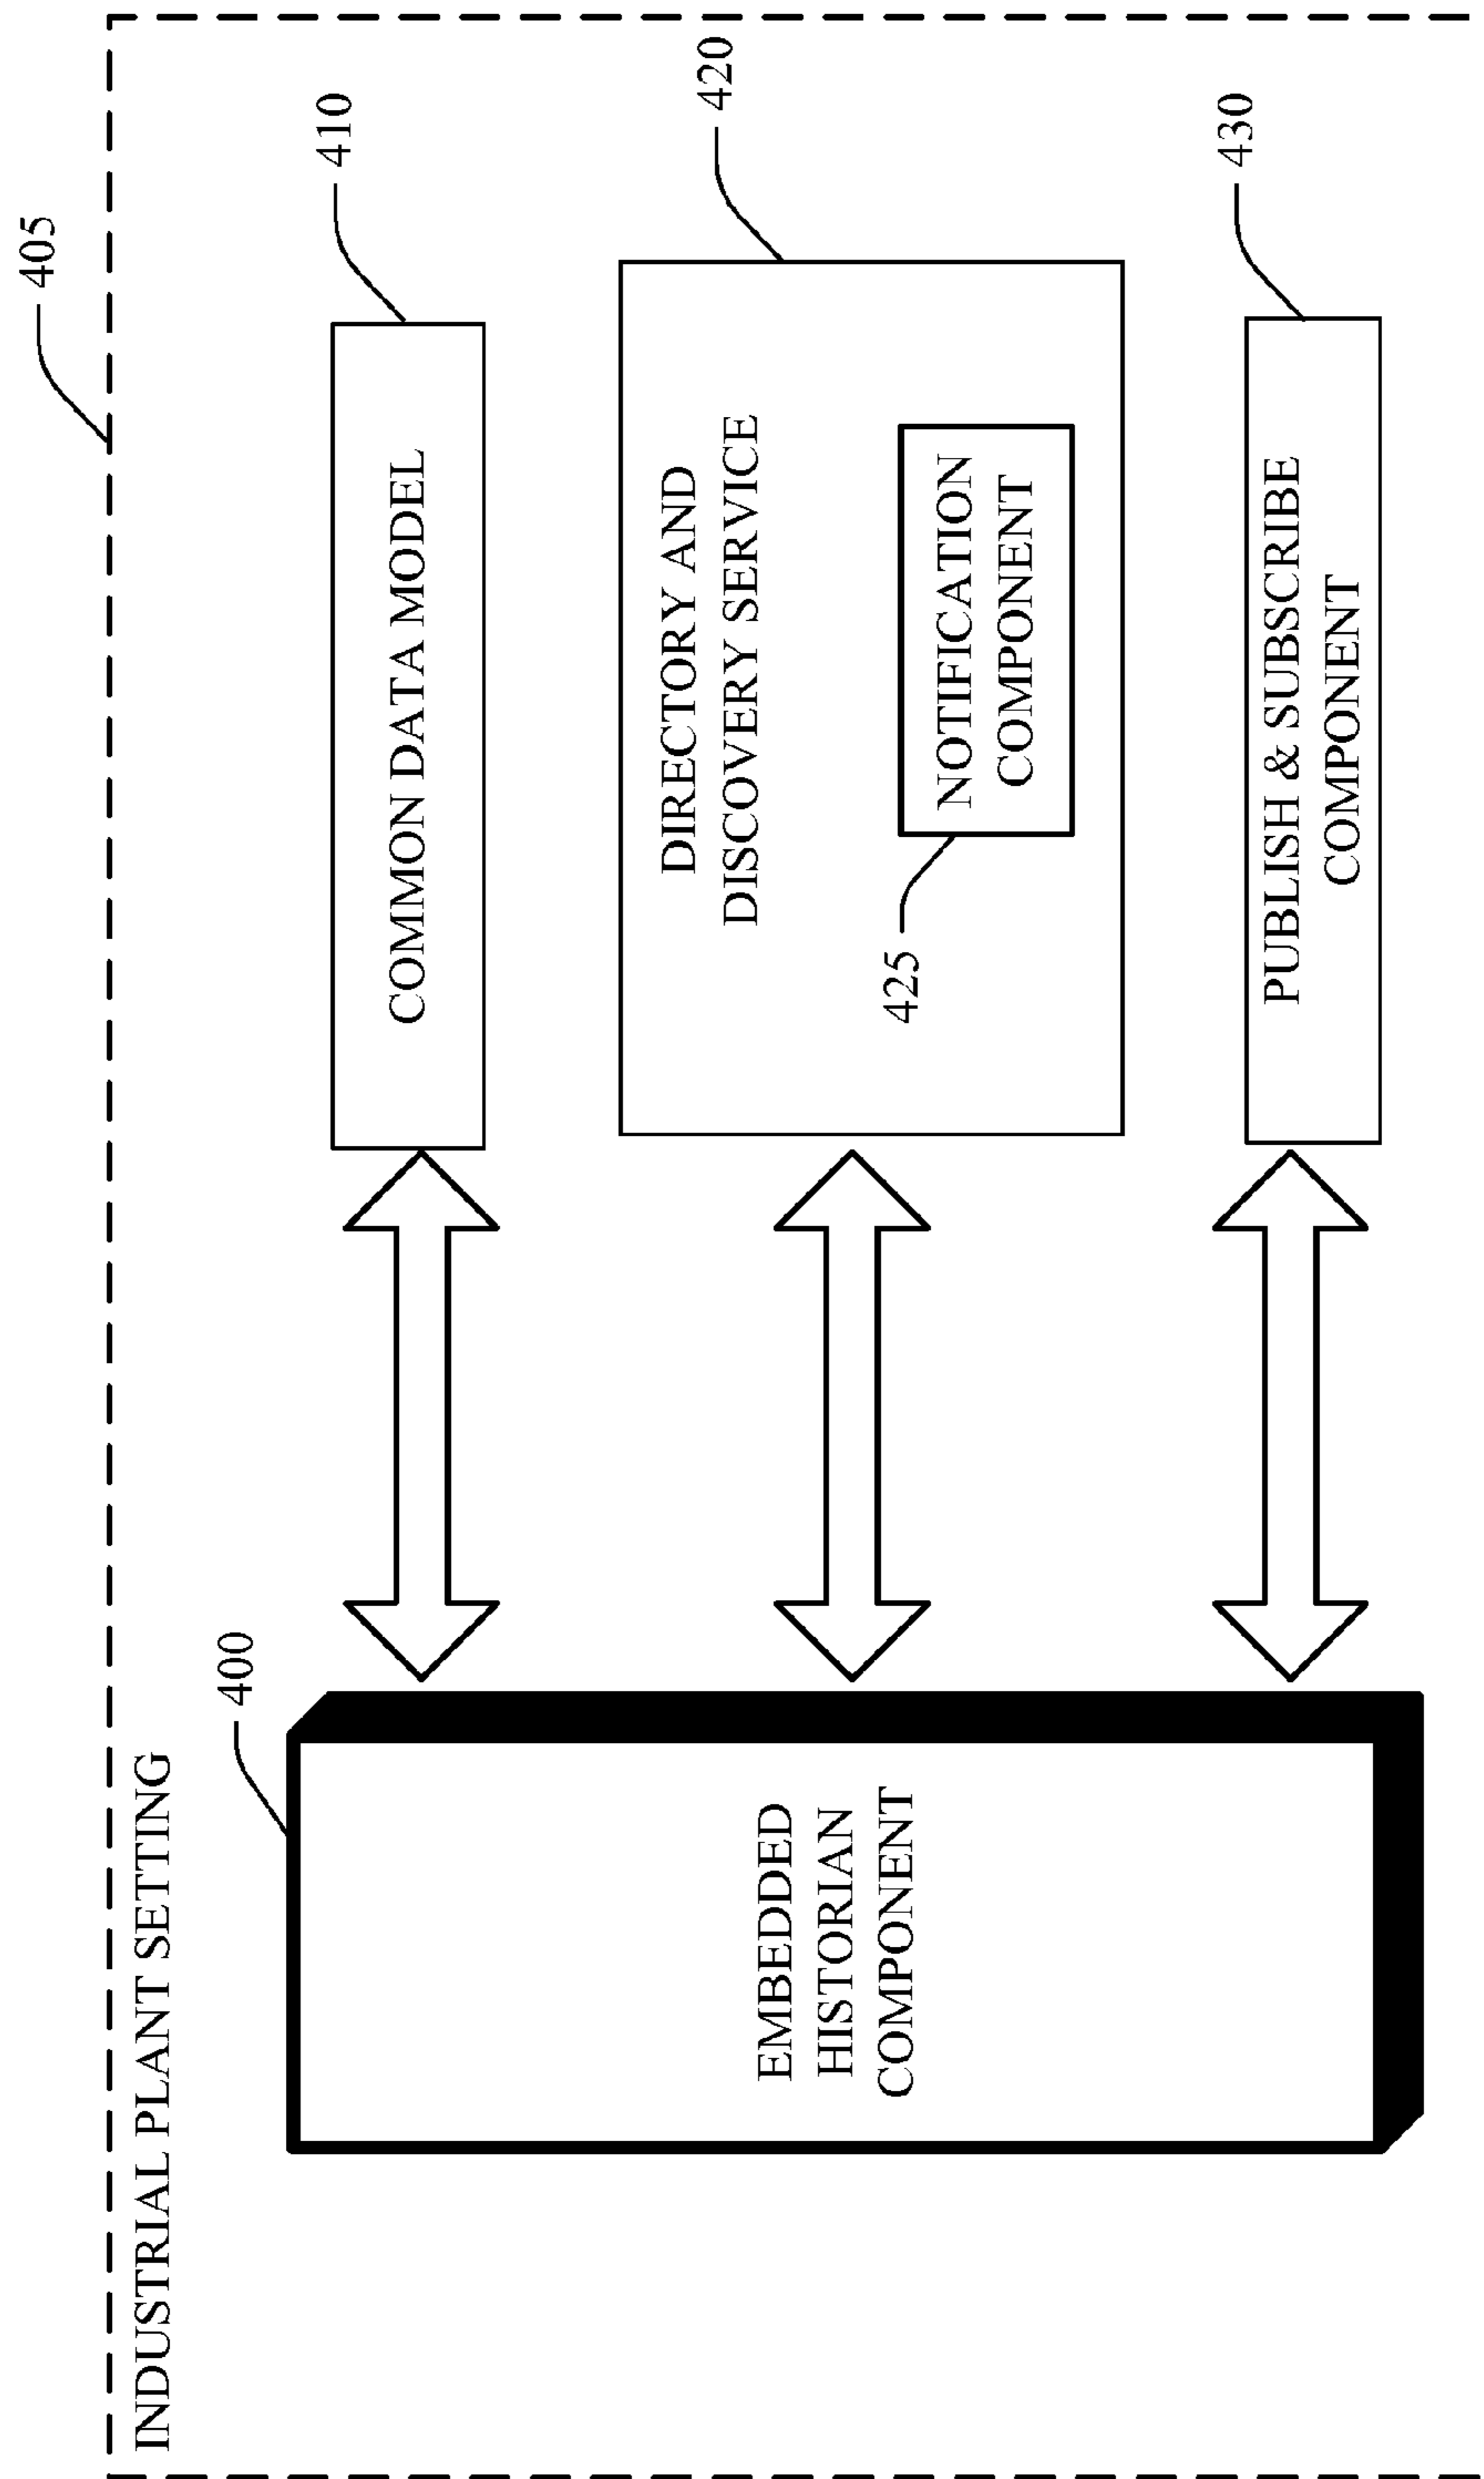 405
INDUSTRIAL PLANT SETTING
400
410
COMMON DATA MODEL
420
DIRECTORY AND
DISCOVERY SERVICE
EMBEDDED
HISTORIAN
COMPONENT
425
NOTIFICATION
COMPONENT
430
PUBLISH & SUBSCRIBE
COMPONENT